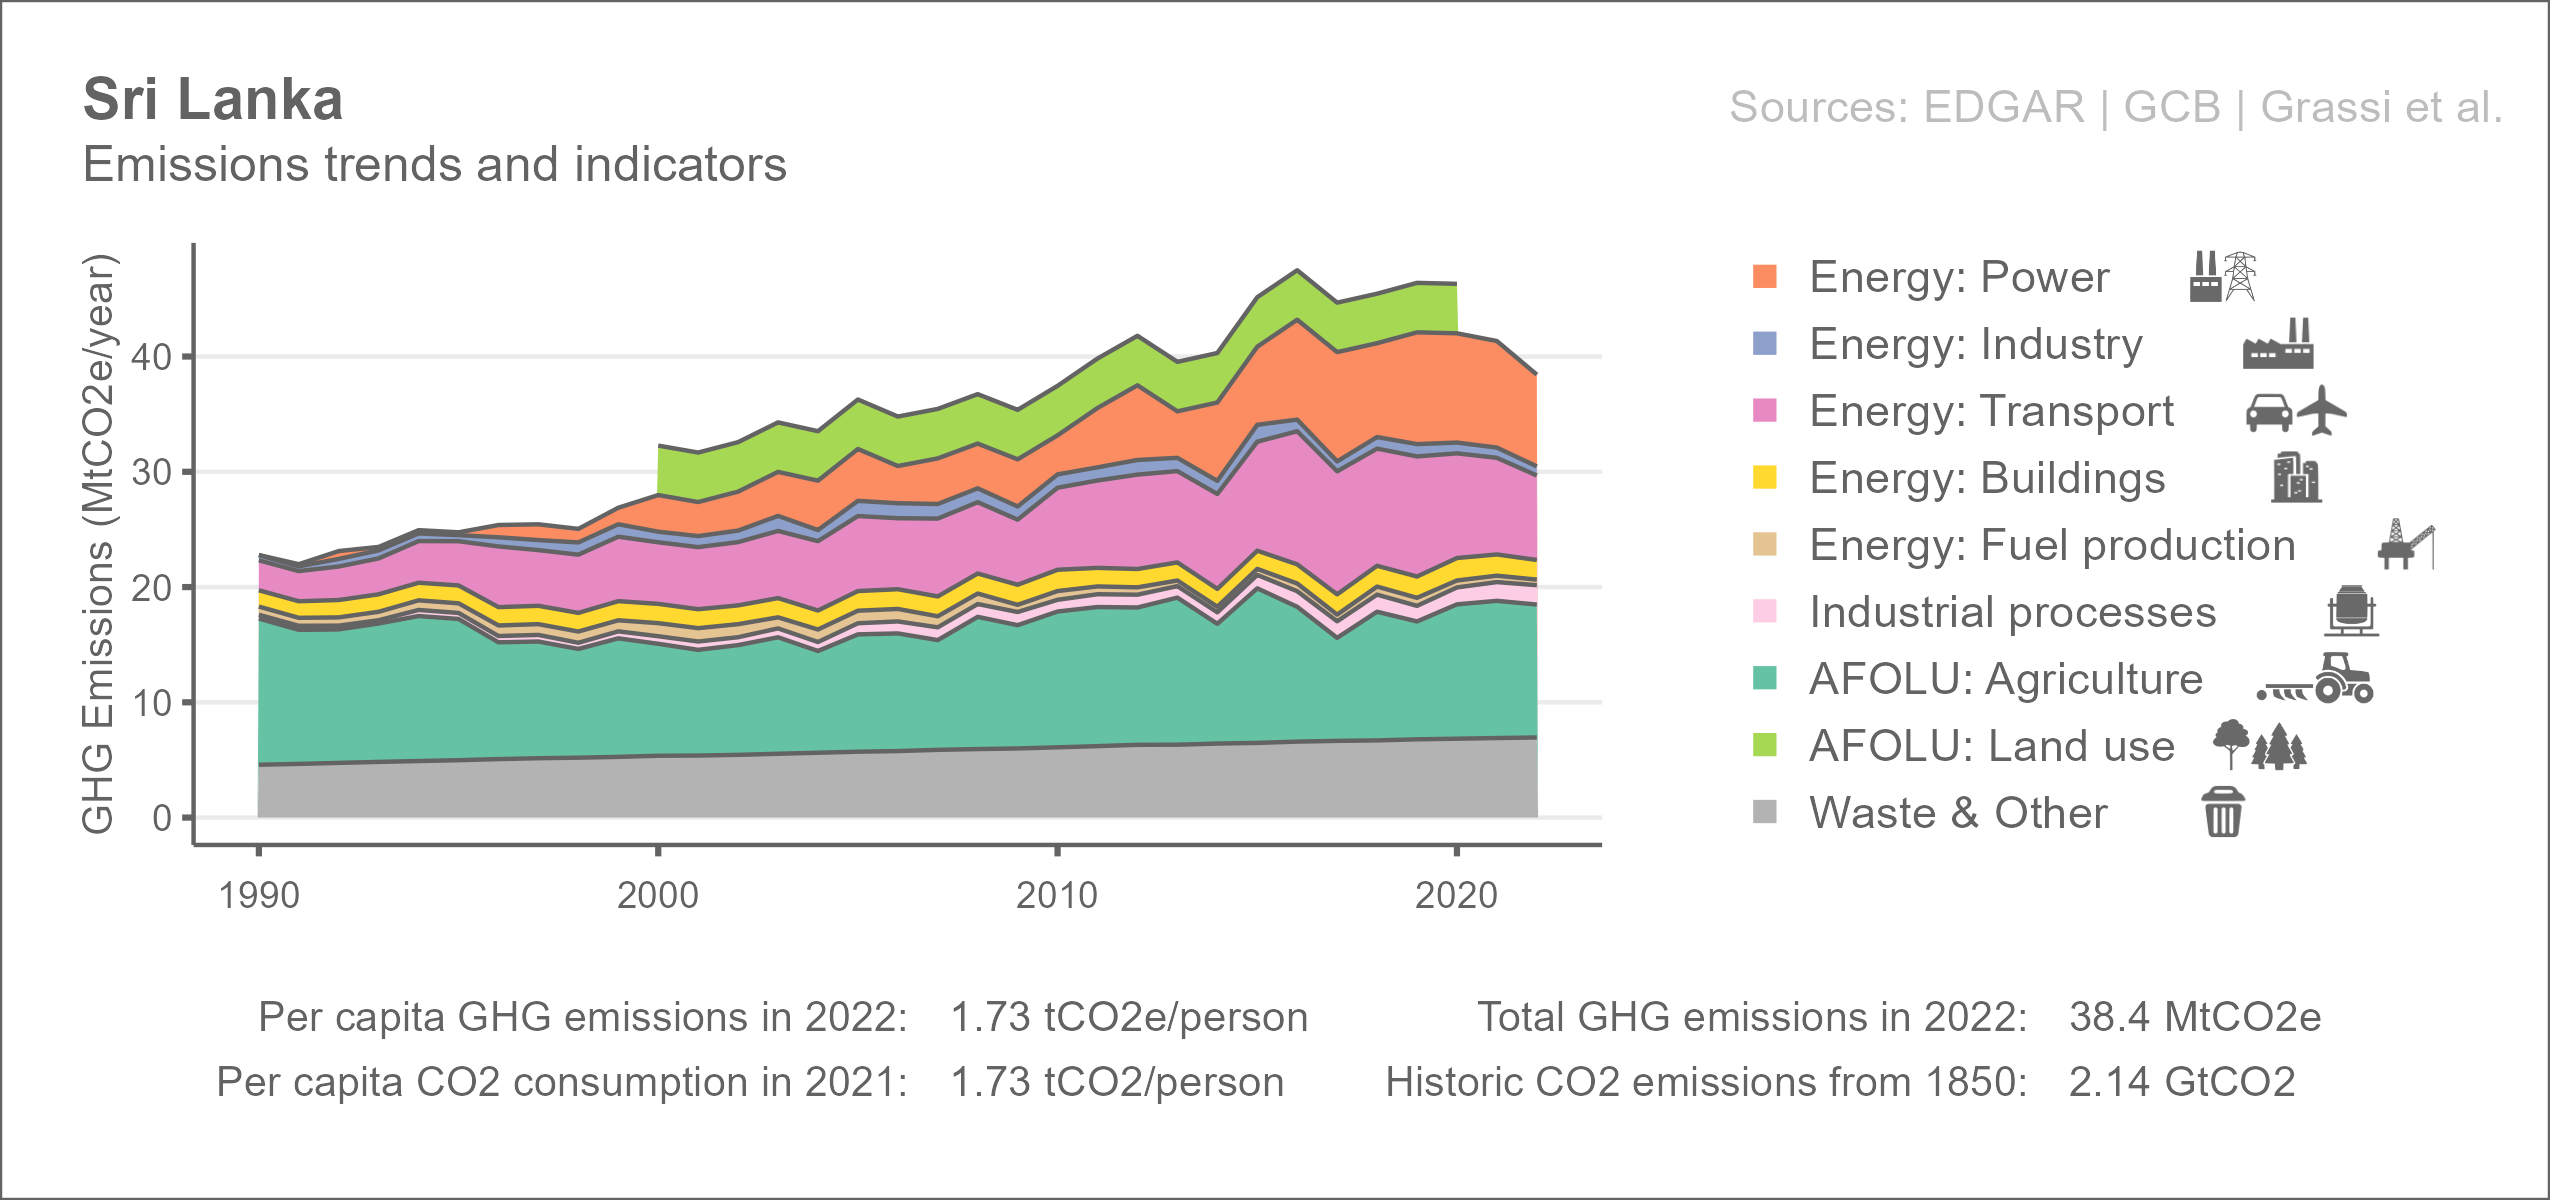 Sri Lanka
Sources: EDGAR | GCB | Grassi et al.
Emissions trends and indicators
GHG Emissions (MtCO2e/year)
40
30
20
10
0
1990
2000
2010
2020
Energy: Power
Energy: Industry
Energy: Transport
Energy: Buildings
Energy: Fuel production
Industrial processes
AFOLU: Agriculture
AFOLU: Land use
Waste & Other
Per capita GHG emissions in 2022: 1.73 tCO2e/person
Total GHG emissions in 2022: 38.4 MtCO2e
Per capita CO2 consumption in 2021: 1.73 tCO2/person
Historic CO2 emissions from 1850: 2.14 GtCO2